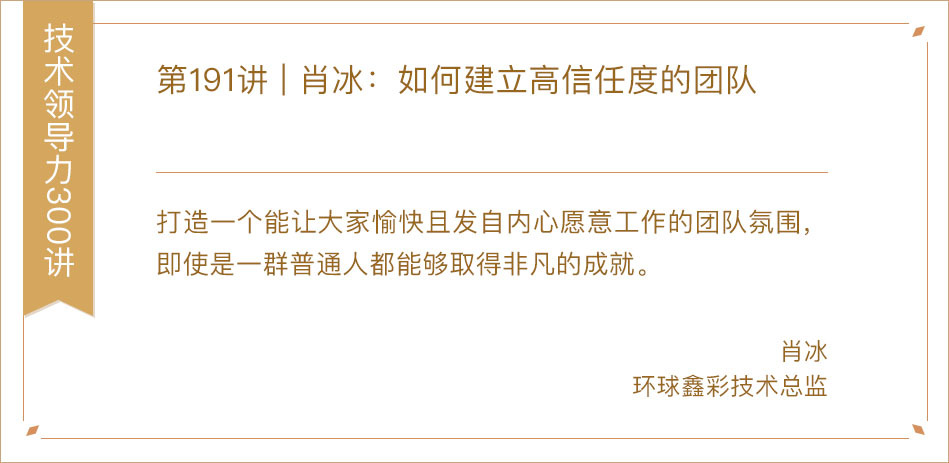 技术领导力300讲
第191讲 | 肖冰：如何建立高信任度的团队
打造一个能让大家愉快且发自内心愿意工作的团队氛围，
即使是一群普通人都能够取得非凡的成就。
肖冰
环球鑫彩技术总监